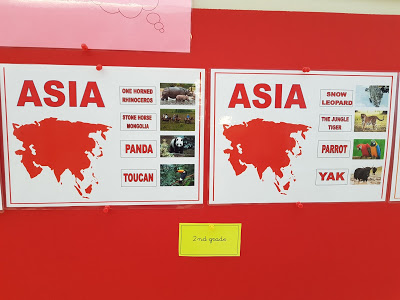 ASIA
ONE HORNED
RHINOCEROS
STONE HORSE
MONGOLIA
PANDA
TOUCAN
ASIA
SNOW
LEOPARD
THE JUNGLE
TIGER
PARROT
YAK
2nd grade